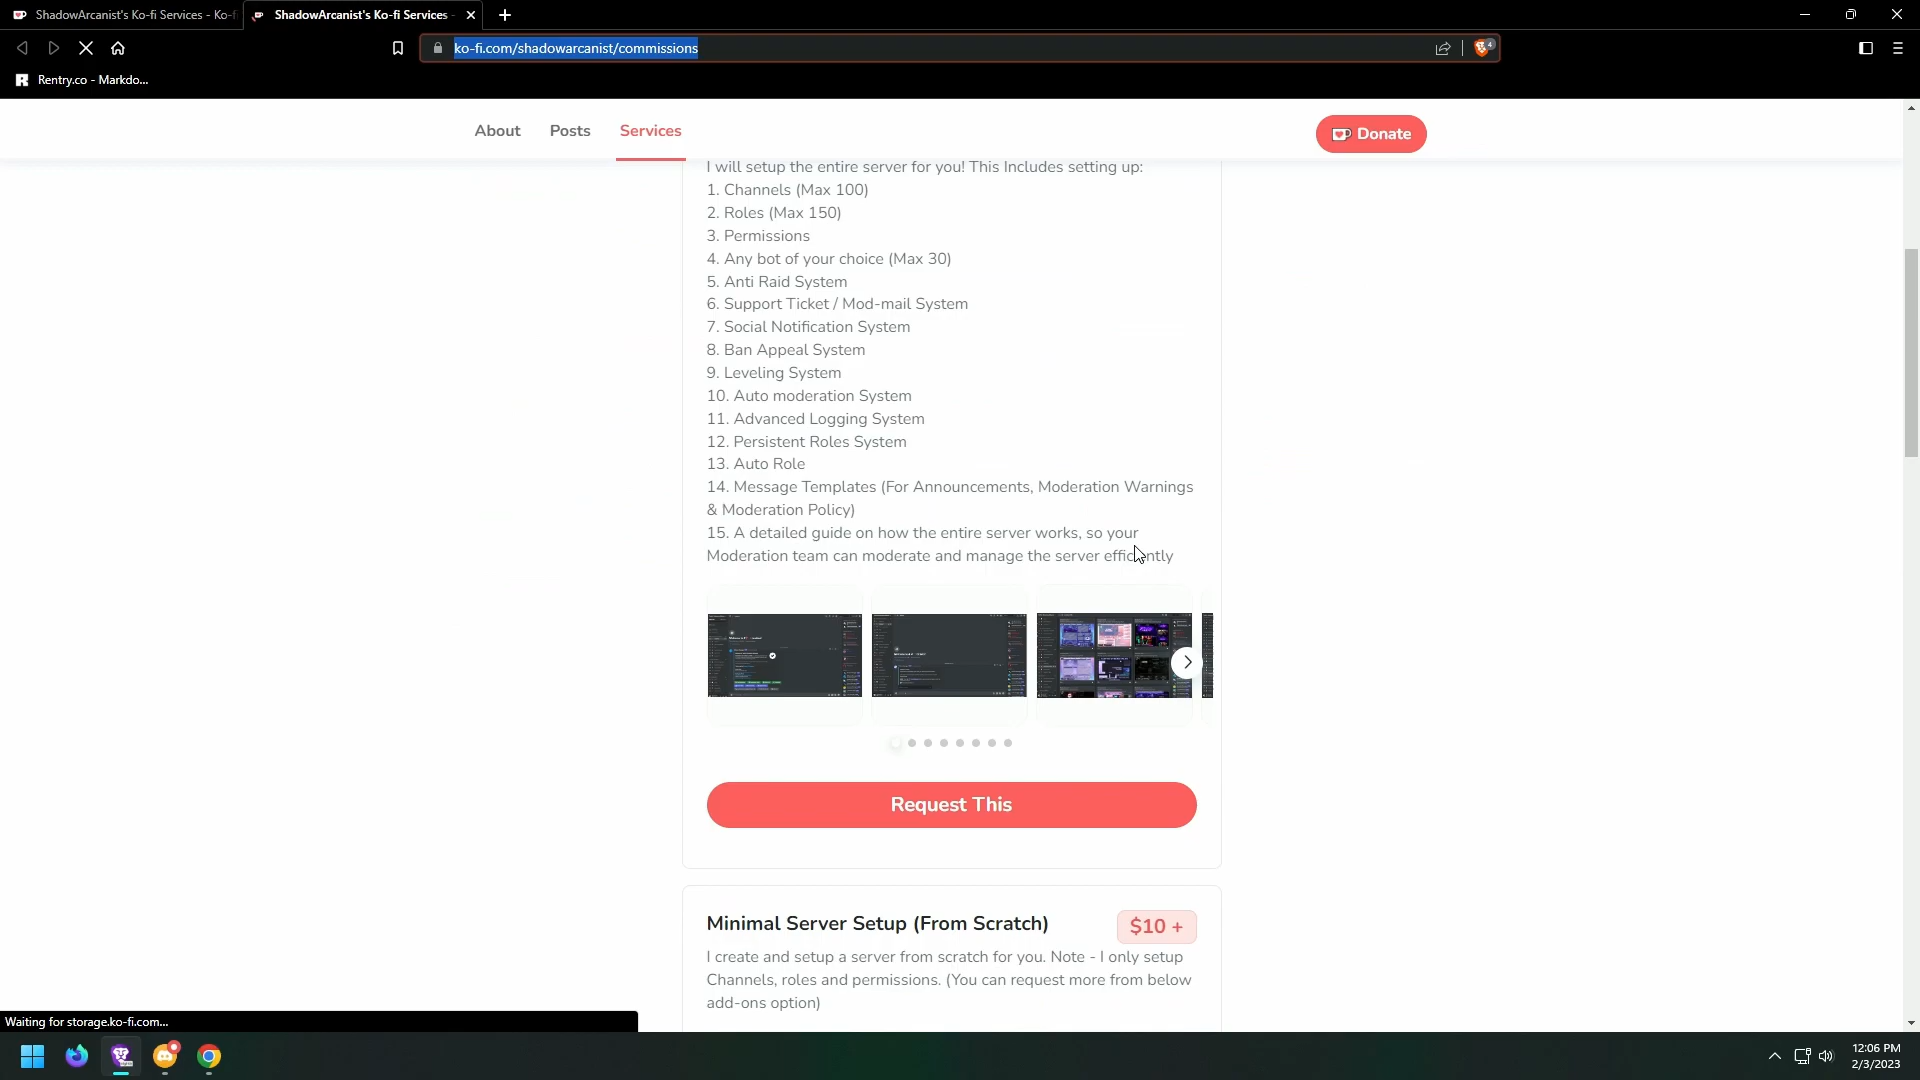 ShadowArcanist's Ko-fi Services - Ko-f
ShadowArcanist's Ko-fi Services -
ko-fi.com/shadowarcanist/commissions
4
Rentry.co - Markdo...
About
Posts
Services
Donate
I will setup the entire server for you! This Includes setting up:
1. Channels (Max 100)
2. Roles (Max 150)
3. Permissions
4. Any bot of your choice (Max 30)
5. Anti Raid System
6. Support Ticket / Mod-mail System
7. Social Notification System
8. Ban Appeal System
9. Leveling System
10. Auto moderation System
11. Advanced Logging System
12. Persistent Roles System
13. Auto Role
14. Message Templates (For Announcements, Moderation Warnings
& Moderation Policy)
15. A detailed guide on how the entire server works, so your
Moderation team can moderate and manage the server efficiently
Request This
Minimal Server Setup (From Scratch)
$10 +
I create and setup a server from scratch for you. Note - I only setup
Channels, roles and permissions. (You can request more from below
add-ons option)
Waiting for storage.ko-fi.com...
12:06 PM
2/3/2023